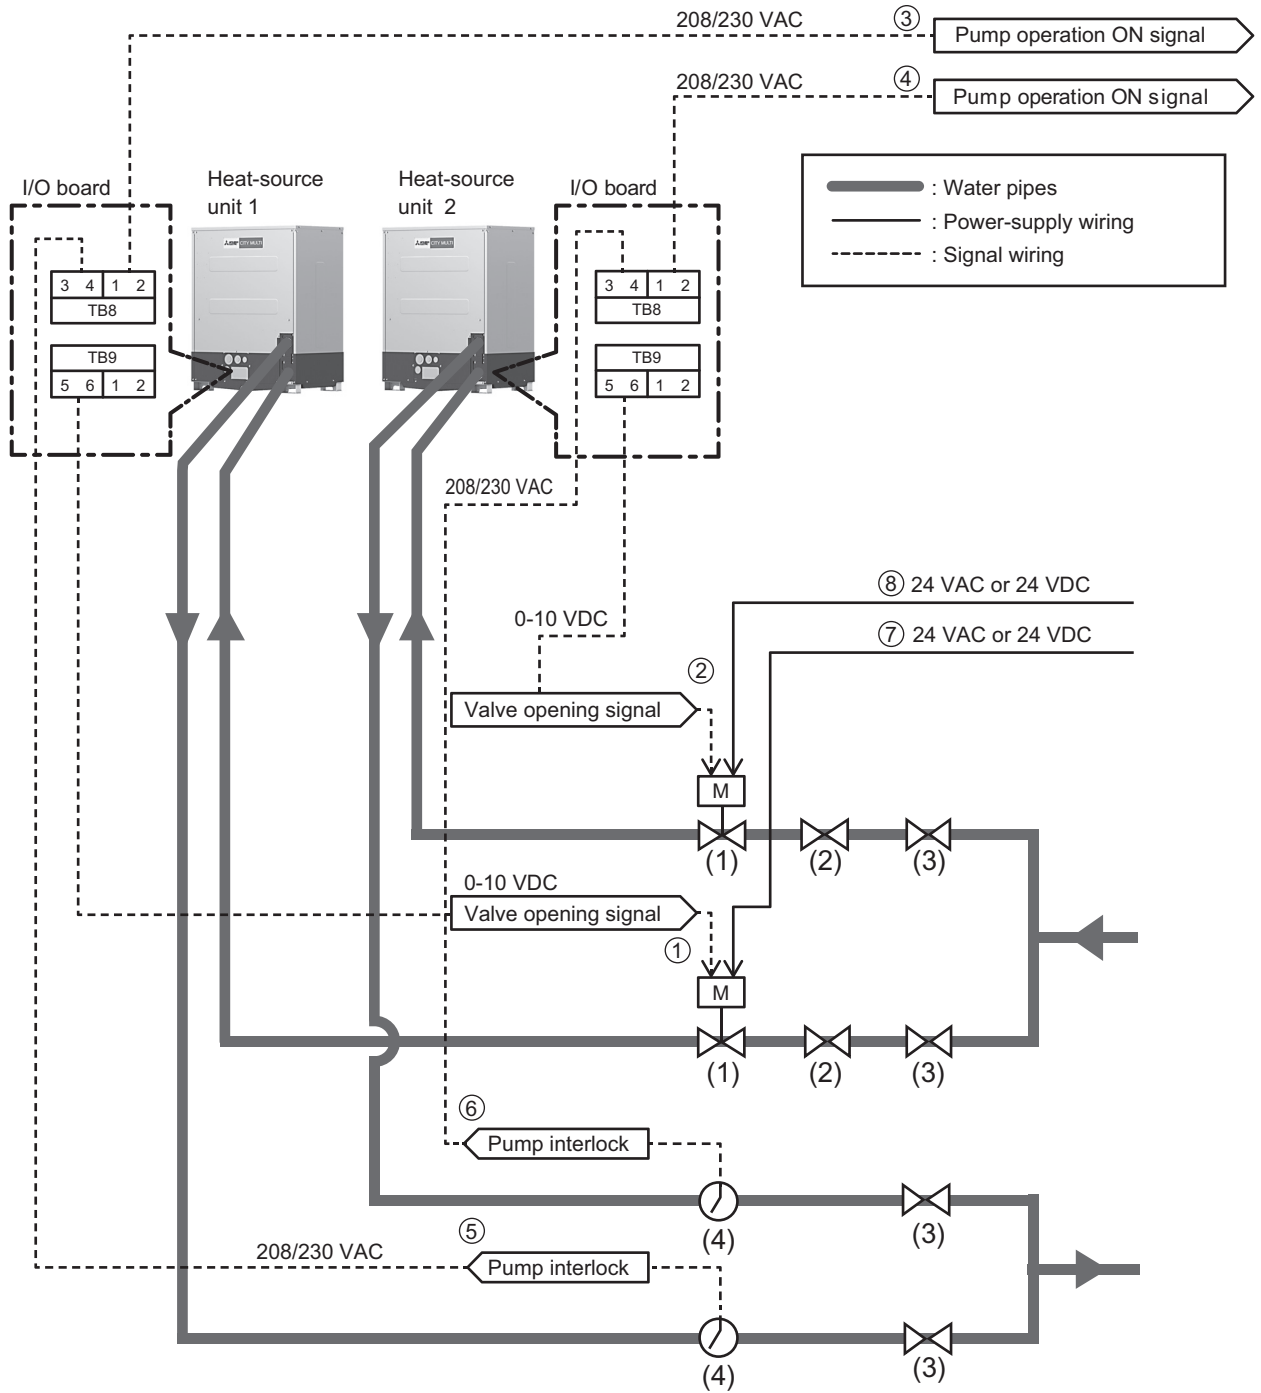 208/230 VAC
③
Pump operation ON signal
208/230 VAC
④
Pump operation ON signal
: Water pipes
: Power-supply wiring
: Signal wiring
I/O board
Heat-source
unit 1
Heat-source
unit 2
I/O board
CITY MULTI
CITY MULTI
3 4 1 2
TB8
TB9
5 6 1 2
3 4 1 2
TB8
TB9
5 6 1 2
208/230 VAC
⑧ 24 VAC or 24 VDC
0-10 VDC
⑦ 24 VAC or 24 VDC
②
Valve opening signal
M
(1) (2) (3)
0-10 VDC
Valve opening signal
①
M
(1) (2) (3)
⑥
Pump interlock
(4) (3)
⑤
208/230 VAC
Pump interlock
(4) (3)